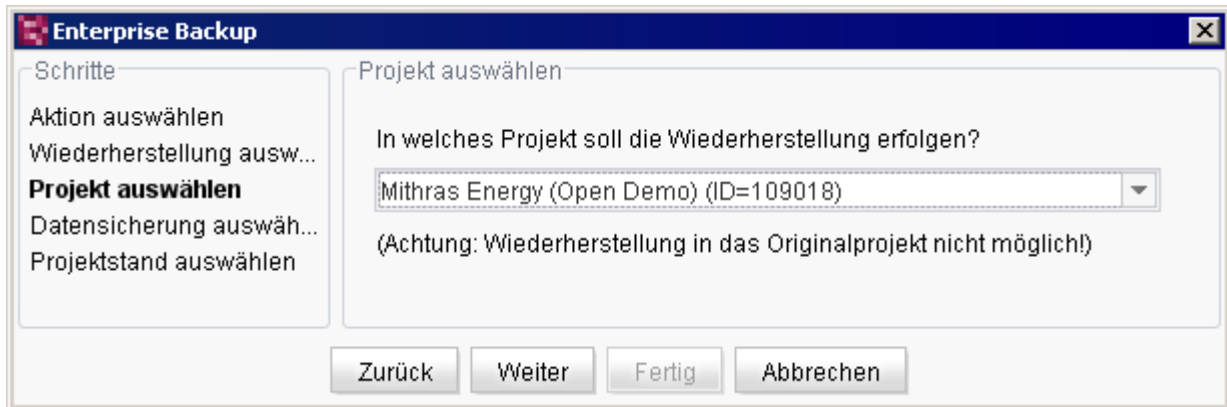 Enterprise Backup
Schritte
Aktion auswählen
Wiederherstellung ausw...
Projekt auswählen
Datensicherung auswäh...
Projektstand auswählen
Projekt auswählen
In welches Projekt soll die Wiederherstellung erfolgen?
Mithras Energy (Open Demo) (ID=109018)
(Achtung: Wiederherstellung in das Originalprojekt nicht möglich!)
Zurück Weiter Fertig Abbrechen